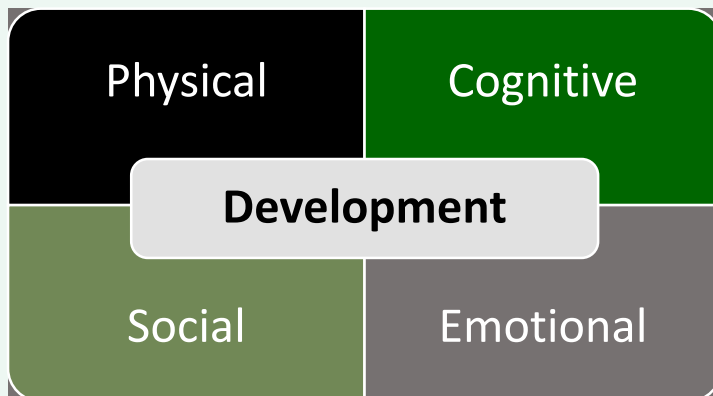 Physical
Cognitive
Development
Social
Emotional